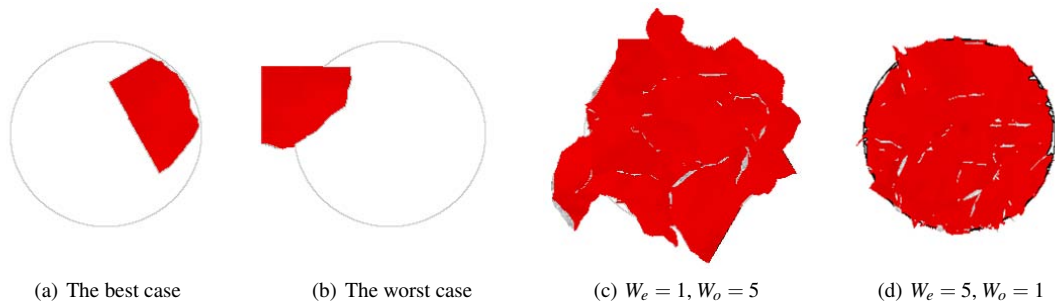 (a) The best case
(b) The worst case
(c) W_e = 1, W_o = 5
(d) W_e = 5, W_o = 1